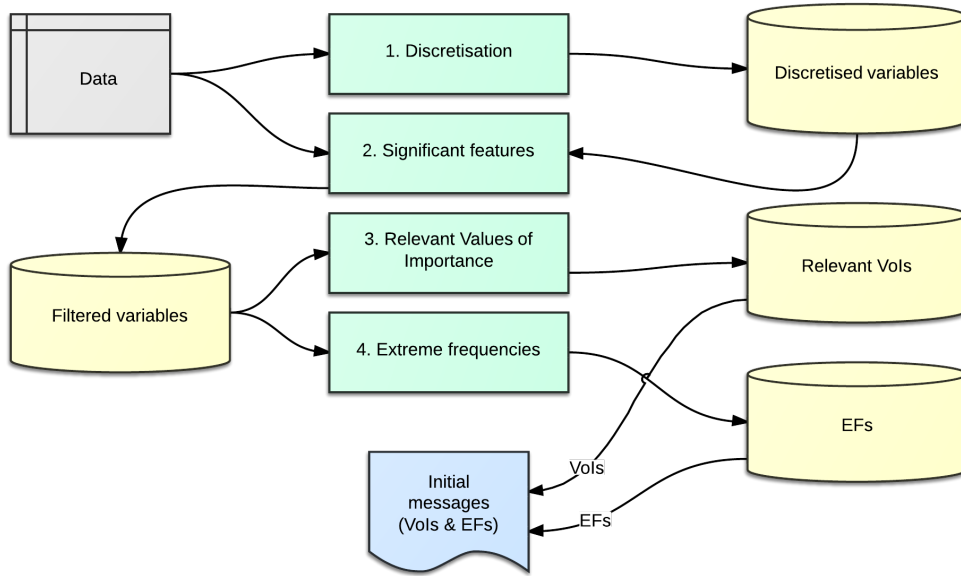 Data
1. Discretisation
Discretised variables
2. Significant features
3. Relevant Values of
Importance
Relevant VoIs
Filtered variables
4. Extreme frequencies
EFs
VoIs
Initial
messages
(VoIs & EFs)
EFs